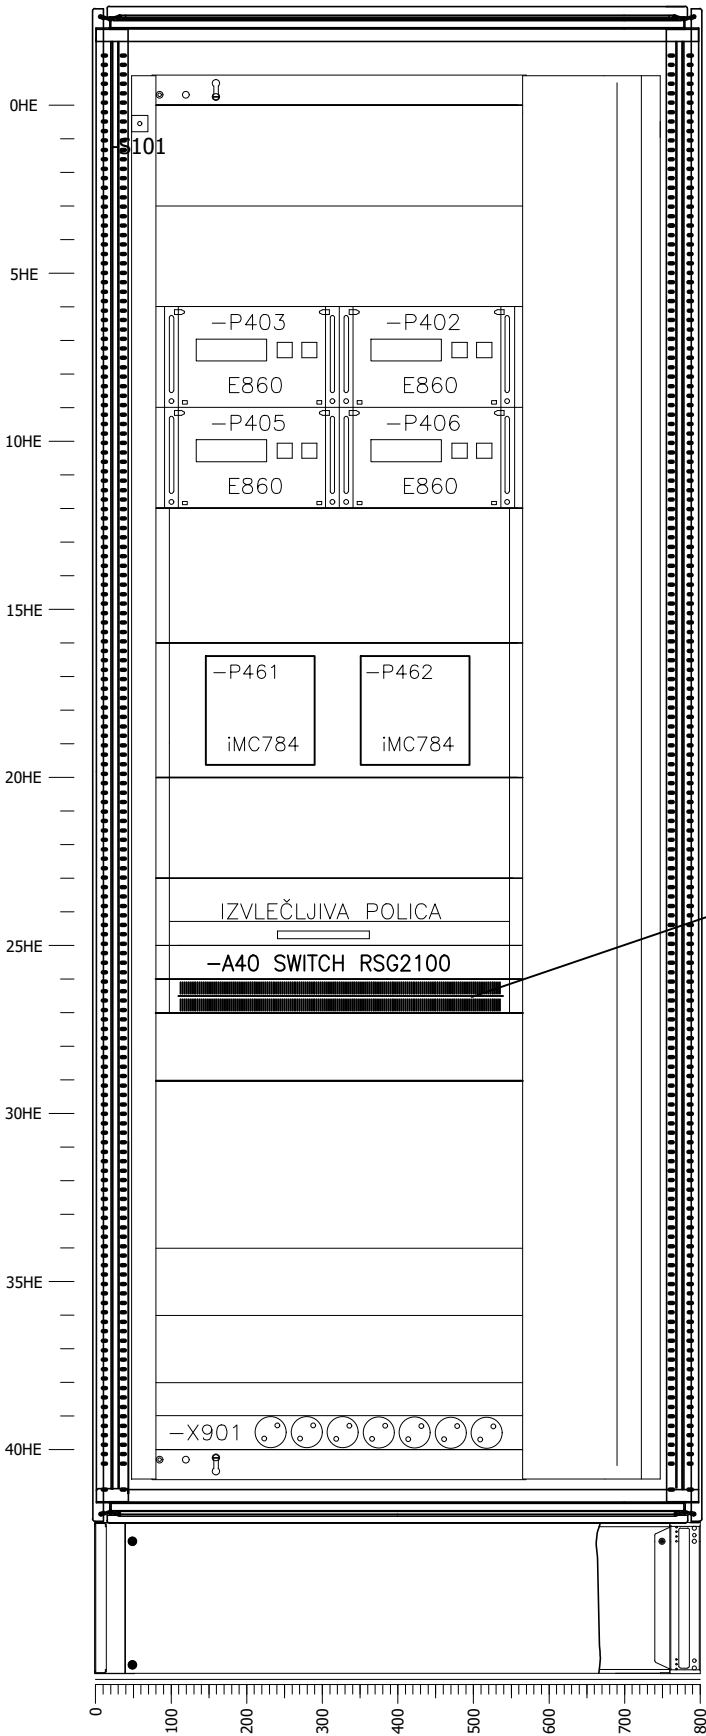 0HE
-S101
5HE
-P403 -P402
E860 E860
10HE
-P405 -P406
E860 E860
15HE
-P461 -P462
iMC784 iMC784
20HE
IZVLEČLJIVA POLICA
25HE
-A40 SWITCH RSG2100
30HE
35HE
-X901
40HE
0 100 200 300 400 500 600 700 800